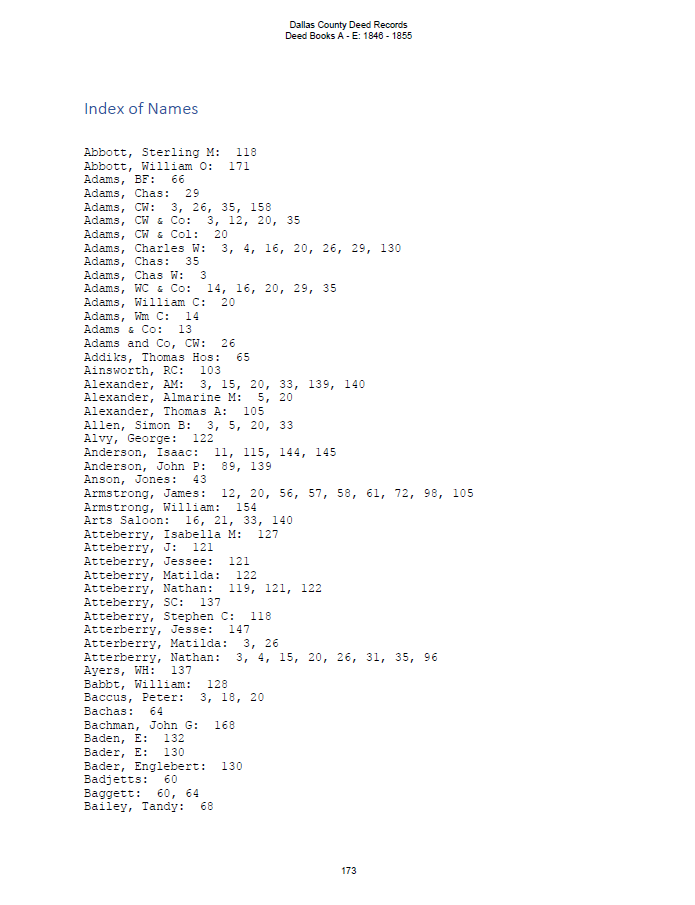 Dallas County Deed Records
Deed Books A - E: 1846 - 1855
Index of Names
Abbott, Sterling M: 118
Abbott, William O: 171
Adams, BF: 66
Adams, Chas: 29
Adams, CW: 3, 26, 35, 158
Adams, CW & Co: 3, 12, 20, 35
Adams, CW & Col: 20
Adams, Charles W: 3, 4, 16, 20, 26, 29, 130
Adams, Chas: 35
Adams, Chas W: 3
Adams, WC & Co: 14, 16, 20, 29, 35
Adams, William C: 20
Adams, Wm C: 14
Adams & Co: 13
Adams and Co, CW: 26
Addiks, Thomas Hos: 65
Ainsworth, RC: 103
Alexander, AM: 3, 15, 20, 33, 139, 140
Alexander, Almarine M: 5, 20
Alexander, Thomas A: 105
Allen, Simon B: 3, 5, 20, 33
Alvy, George: 122
Anderson, Isaac: 11, 115, 144, 145
Anderson, John P: 89, 139
Anson, Jones: 43
Armstrong, James: 12, 20, 56, 57, 58, 61, 72, 98, 105
Armstrong, William: 154
Arts Saloon: 16, 21, 33, 140
Atteberry, Isabella M: 127
Atteberry, J: 121
Atteberry, Jessee: 121
Atteberry, Matilda: 122
Atteberry, Nathan: 119, 121, 122
Atteberry, SC: 137
Atteberry, Stephen C: 118
Atterberry, Jesse: 147
Atterberry, Matilda: 3, 26
Atterberry, Nathan: 3, 4, 15, 20, 26, 31, 35, 96
Ayers, WH: 137
Babbt, William: 128
Baccus, Peter: 3, 18, 20
Bachas: 64
Bachman, John G: 168
Baden, E: 132
Bader, E: 130
Bader, Englebert: 130
Badjetts: 60
Baggett: 60, 64
Bailey, Tandy: 68
173